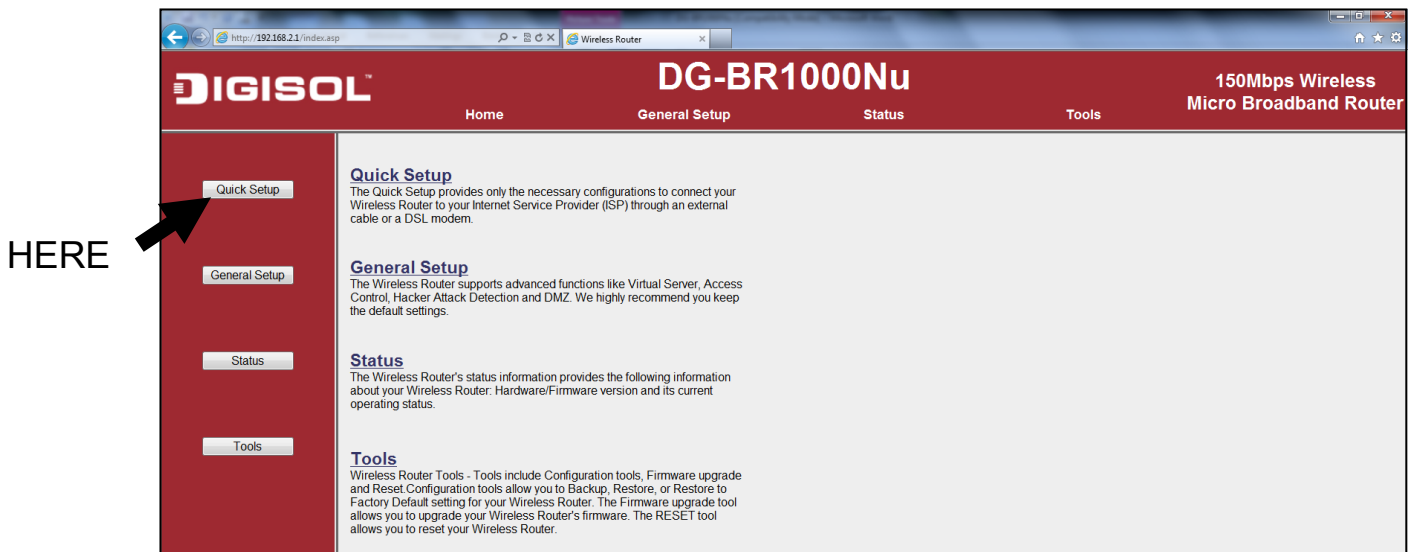 http://192.168.2.1/index.asp
Wireless Router
DIGISOL™
DG-BR1000Nu
150Mbps Wireless
Micro Broadband Router
Home General Setup Status Tools
HERE
Quick Setup
General Setup
Status
Tools
Quick Setup
The Quick Setup provides only the necessary configurations to connect your
Wireless Router to your Internet Service Provider (ISP) through an external
cable or a DSL modem.
General Setup
The Wireless Router supports advanced functions like Virtual Server, Access
Control, Hacker Attack Detection and DMZ. We highly recommend you keep
the default settings.
Status
The Wireless Router's status information provides the following information
about your Wireless Router: Hardware/Firmware version and its current
operating status.
Tools
Wireless Router Tools - Tools include Configuration tools, Firmware upgrade
and Reset.Configuration tools allow you to Backup, Restore, or Restore to
Factory Default setting for your Wireless Router. The Firmware upgrade tool
allows you to upgrade your Wireless Router's firmware. The RESET tool
allows you to reset your Wireless Router.